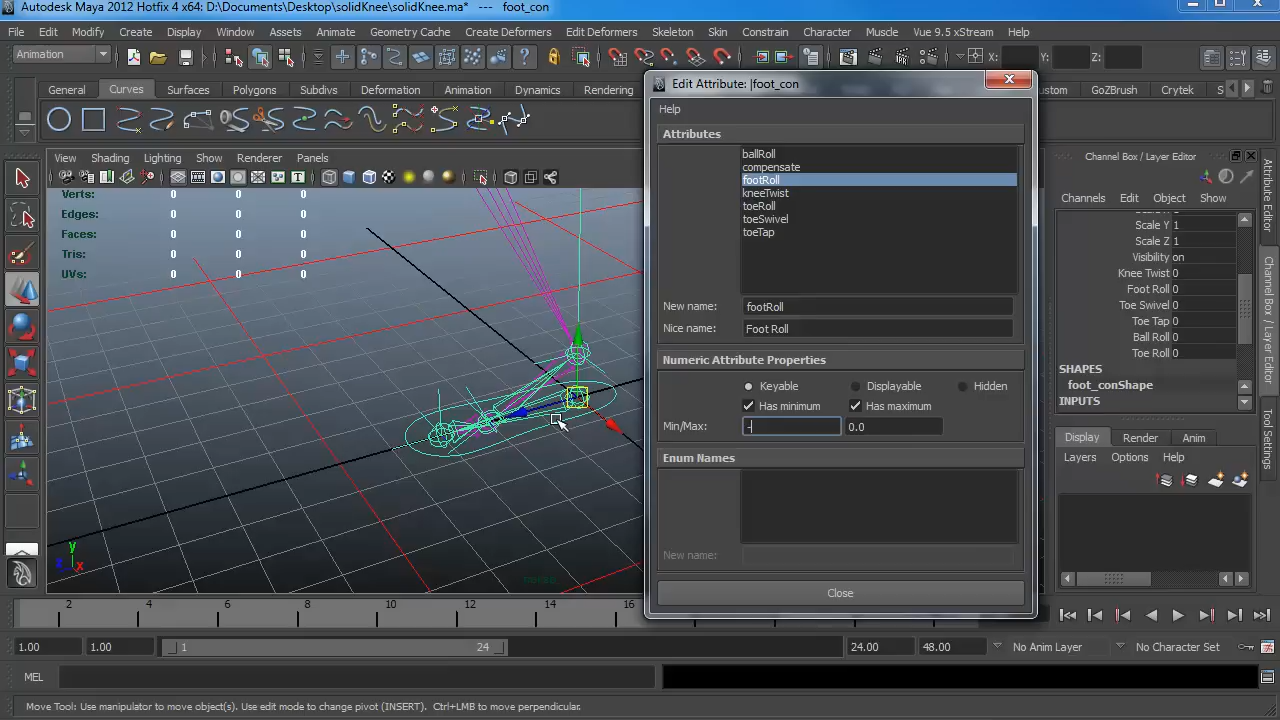 Autodesk Maya 2012 Hotfix 4 x64: D:\Documents\Desktop\solidKnee\solidKnee.ma* --- foot_con
File Edit Modify Create Display Window Assets Animate Geometry Cache Create Deformers Edit Deformers Skeleton Skin Constrain Character Muscle Vue 9.5 xStream Help
Animation X: Y: Z:
General Curves Surfaces Polygons Subdivs Deformation Animation Dynamics Rendering ustom GoZBrush Crytek S
Edit Attribute: |foot_con
Help
Attributes
ballRoll
compensate
footRoll
kneeTwist
toeRoll
toeSwivel
toeTap
New name: footRoll
Nice name: Foot Roll
Numeric Attribute Properties
Keyable Displayable Hidden
Has minimum Has maximum
Min/Max: - 0.0
Enum Names
New name:
Close
View Shading Lighting Show Renderer Panels
Verts: 0 0 0
Edges: 0 0 0
Faces: 0 0 0
Tris: 0 0 0
UVs: 0 0 0
y
z x
persp
Channel Box / Layer Editor
Channels Edit Object Show
Scale Y 1
Scale Z 1
Visibility on
Knee Twist 0
Foot Roll 0
Toe Swivel 0
Toe Tap 0
Ball Roll 0
Toe Roll 0
SHAPES
foot_conShape
INPUTS
Display Render Anim
Layers Options Help
Attribute Editor
Channel Box / Layer Editor
Tool Settings
2 4 6 8 10 12 14 16
1.00 1.00 1 24 24.00 48.00 No Anim Layer No Character Set
MEL
Move Tool: Use manipulator to move object(s). Use edit mode to change pivot (INSERT). Ctrl+LMB to move perpendicular.